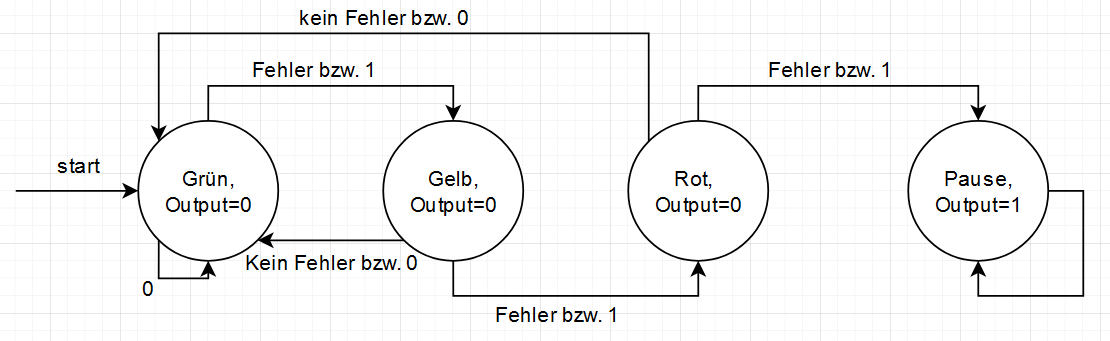 kein Fehler bzw. 0
Fehler bzw. 1
Fehler bzw. 1
start
Grün,
Output=0
Gelb,
Output=0
Rot,
Output=0
Pause,
Output=1
Kein Fehler bzw. 0
0
Fehler bzw. 1